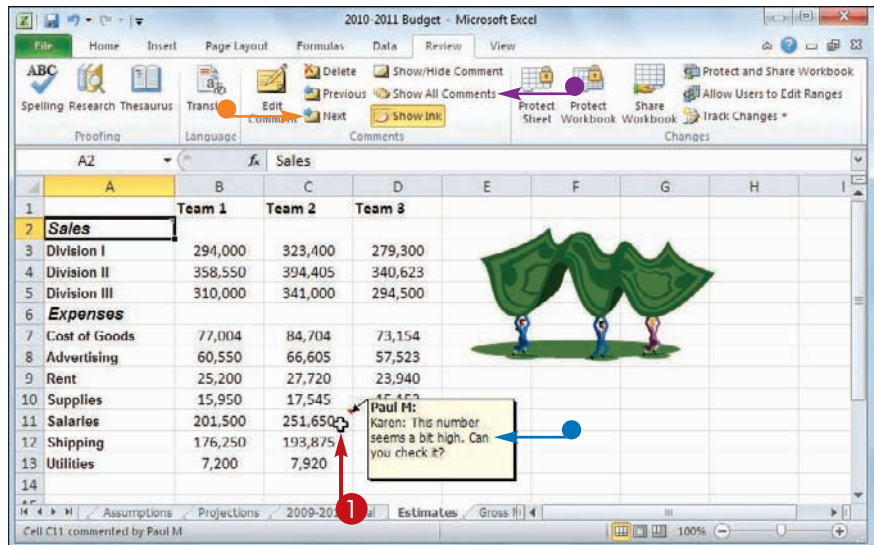 2010-2011 Budget - Microsoft Excel
File Home Insert Page Layout Formulas Data Review View
ABC
Spelling Research Thesaurus
Proofing
Language
Edit
Delete
Previous
Next
Show/Hide Comment
Show All Comments
Show Ink
Comments
Protect Sheet
Protect Workbook
Share Workbook
Protect and Share Workbook
Allow Users to Edit Ranges
Track Changes
Changes
A2 fx Sales
A B C D E F G H I
1 Team 1 Team 2 Team 3
2 Sales
3 Division I 294,000 323,400 279,300
4 Division II 358,550 394,405 340,623
5 Division III 310,000 341,000 294,500
6 Expenses
7 Cost of Goods 77,004 84,704 73,154
8 Advertising 60,550 66,605 57,523
9 Rent 25,200 27,720 23,940
10 Supplies 15,950 17,545
11 Salaries 201,500 251,650
12 Shipping 176,250 193,875
13 Utilities 7,200 7,920
14
Paul M:
Karen: This number
seems a bit high. Can
you check it?
1
Assumptions Projections Estimates Gross
Cell C11 commented by Paul M 100%